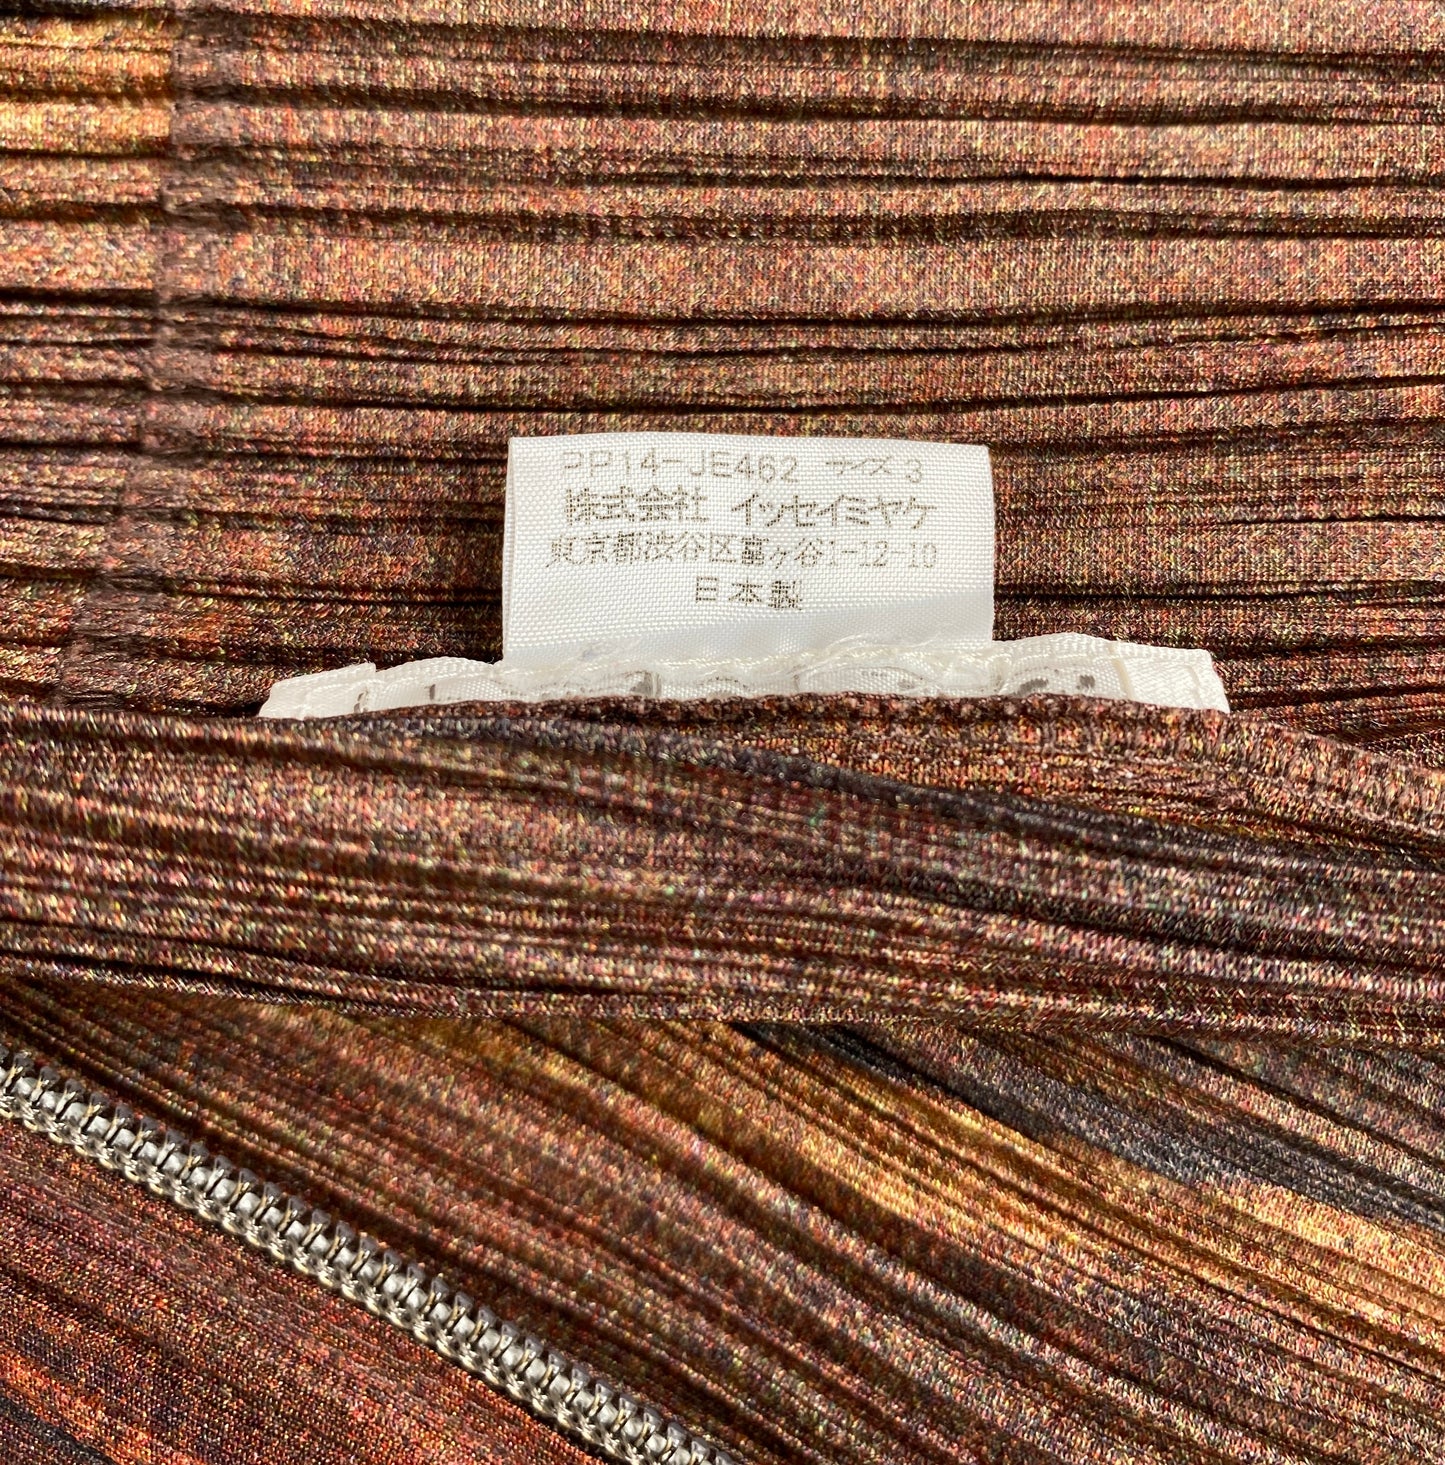 PP14-JE462 サイズ 3
株式会社 イッセイミヤケ
東京都渋谷区富ヶ谷1-12-10
日本製